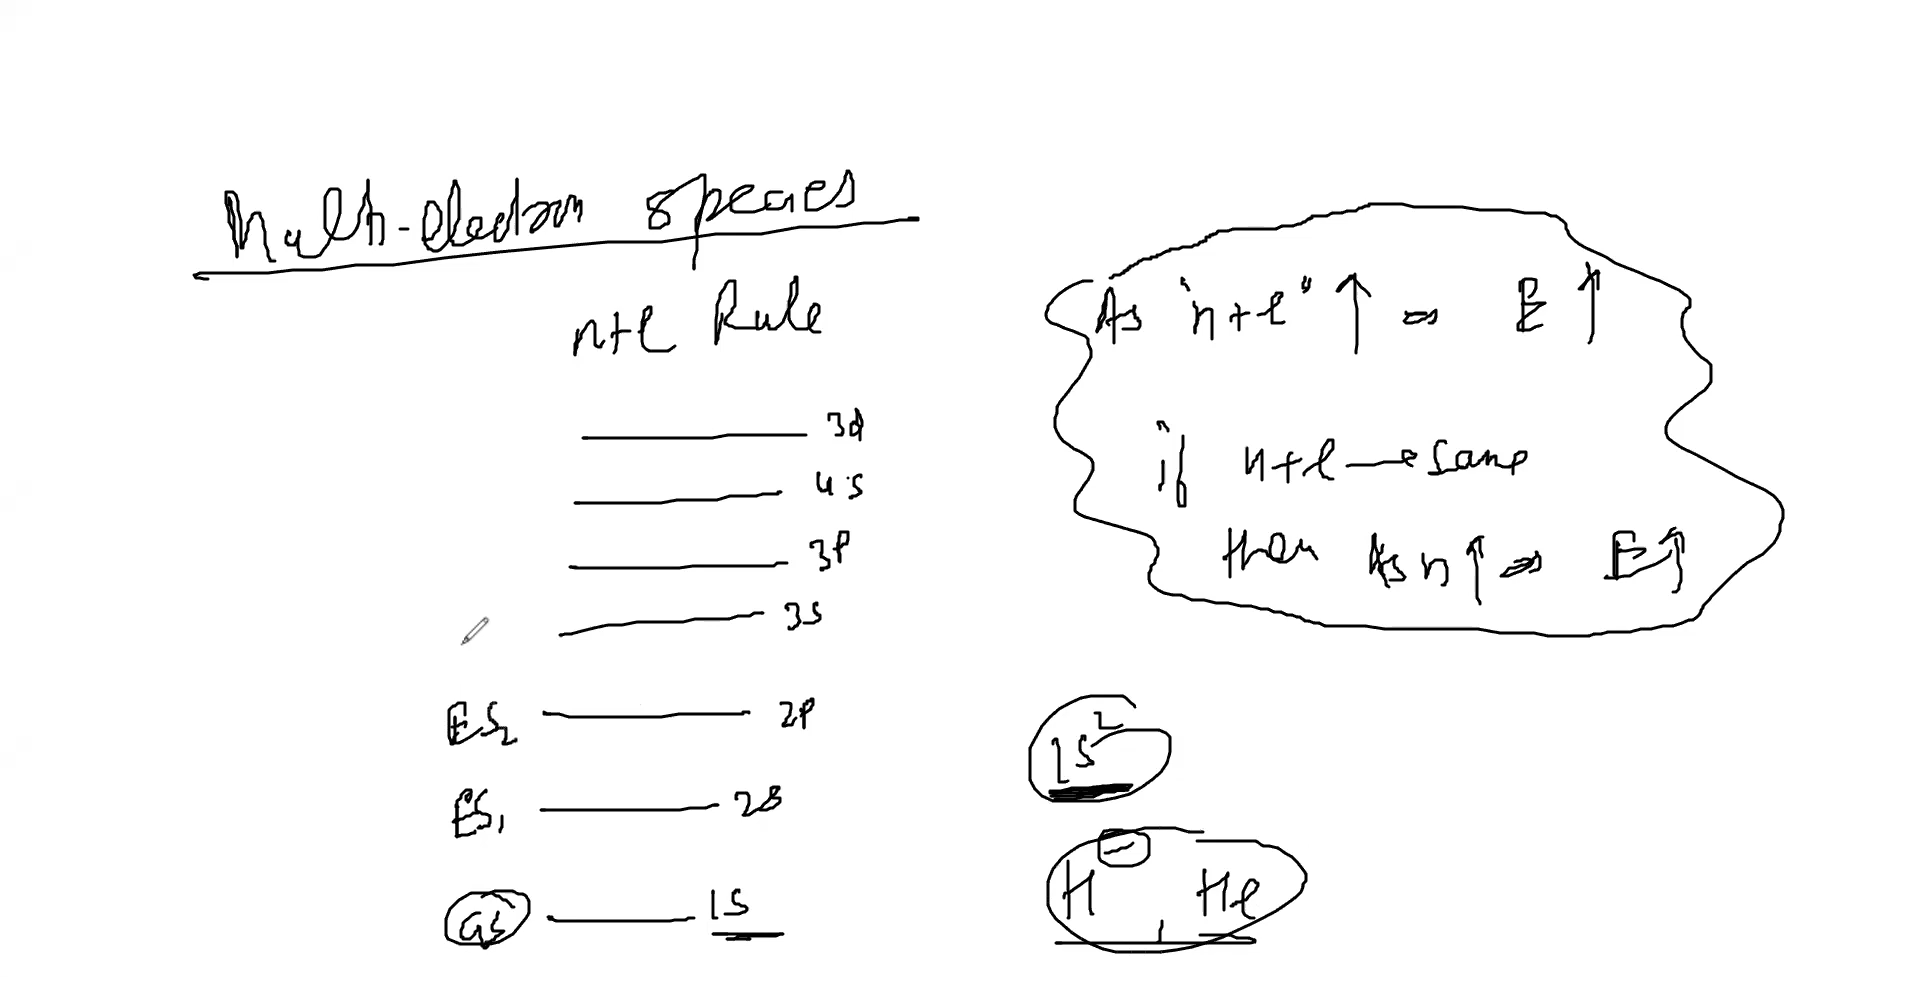 Multi-electron species
n+l Rule
3d
4s
3p
3s
ES₂ 2p
ES₁ 2s
GS 1s
As "n+l" ↑ ⇒ E ↑
"if n+l → same
then As n ↑ ⇒ E ↑
1s²
H⁻, He